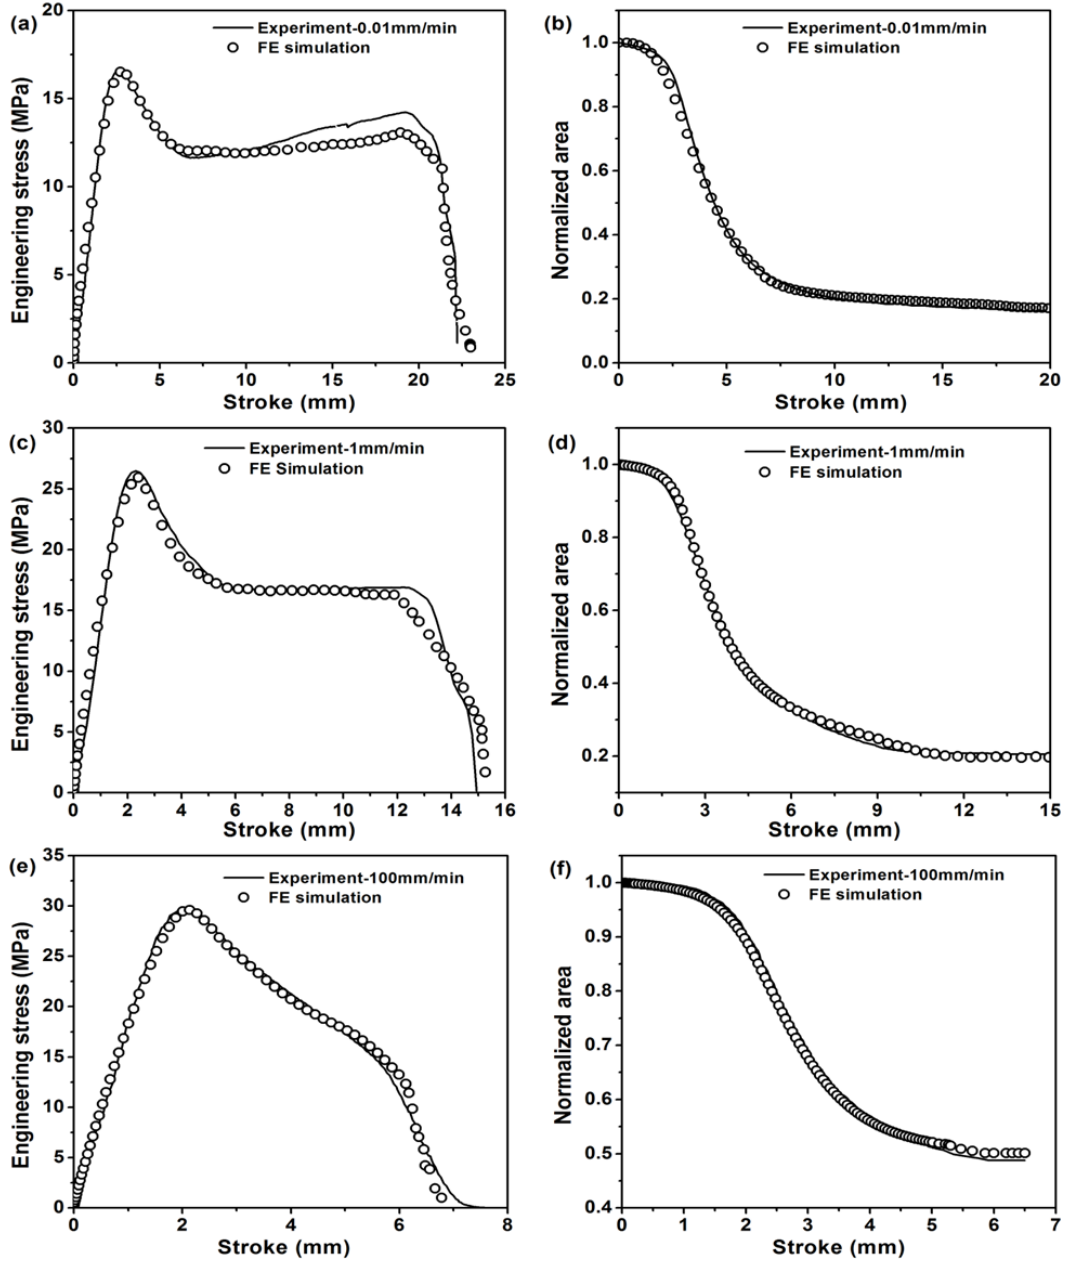 (a)
Experiment-0.01mm/min
FE simulation
Engineering stress (MPa)
20
15
10
5
0
0
5
10
15
20
25
Stroke (mm)
(b)
Experiment-0.01mm/min
FE simulation
Normalized area
1.0
0.8
0.6
0.4
0.2
0.0
0
5
10
15
20
Stroke (mm)
(c)
Experiment-1mm/min
FE Simulation
Engineering stress (MPa)
30
25
20
15
10
5
0
0
2
4
6
8
10
12
14
16
Stroke (mm)
(d)
Experiment-1mm/min
FE simulation
Normalized area
1.0
0.8
0.6
0.4
0.2
0
3
6
9
12
15
Stroke (mm)
(e)
Experiment-100mm/min
FE simulation
Engineering stress (MPa)
35
30
25
20
15
10
5
0
0
2
4
6
8
Stroke (mm)
(f)
Experiment-100mm/min
FE simulation
Normalized area
1.0
0.9
0.8
0.7
0.6
0.5
0.4
0
1
2
3
4
5
6
7
Stroke (mm)